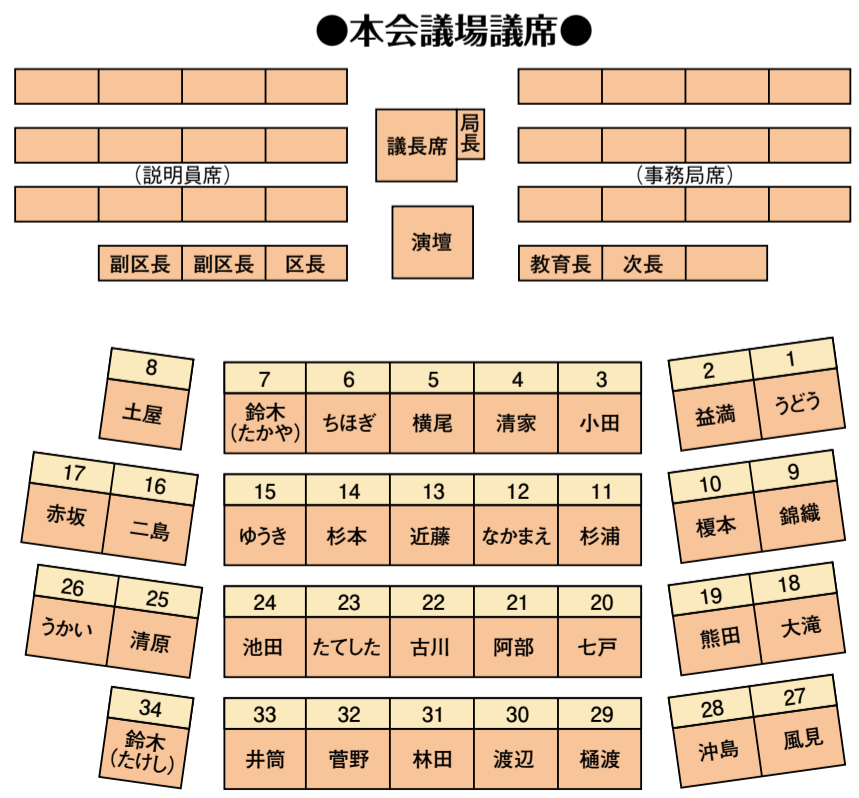 ●本会議場議席●
議長席
局長
(説明員席)
(事務局席)
演壇
副区長 副区長 区長
教育長 次長
8 7 6 5 4 3 2 1
土屋 鈴木(たかや) ちほぎ 横尾 清家 小田 益満 うどう
17 16 15 14 13 12 11 10 9
赤坂 二島 ゆうき 杉本 近藤 なかまえ 杉浦 榎本 錦織
26 25 24 23 22 21 20 19 18
うかい 清原 池田 たてした 古川 阿部 七戸 熊田 大滝
34 33 32 31 30 29 28 27
鈴木(たけし) 井筒 菅野 林田 渡辺 樋渡 沖島 風見